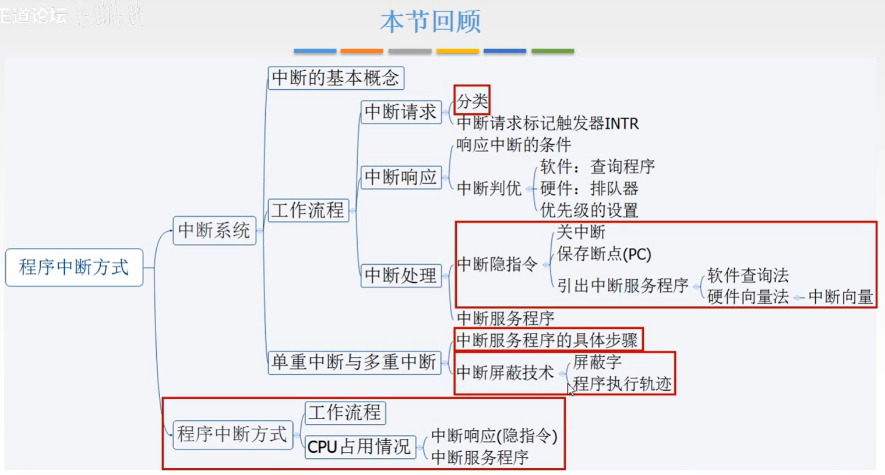 王道论坛
本节回顾
中断的基本概念
中断请求
分类
中断请求标记触发器INTR
响应中断的条件
中断响应
中断判优
软件：查询程序
硬件：排队器
优先级的设置
工作流程
中断系统
关中断
保存断点(PC)
中断隐指令
引出中断服务程序
软件查询法
硬件向量法
中断向量
中断处理
中断服务程序
程序中断方式
中断服务程序的具体步骤
单重中断与多重中断
中断屏蔽技术
屏蔽字
程序执行轨迹
程序中断方式
工作流程
CPU占用情况
中断响应(隐指令)
中断服务程序